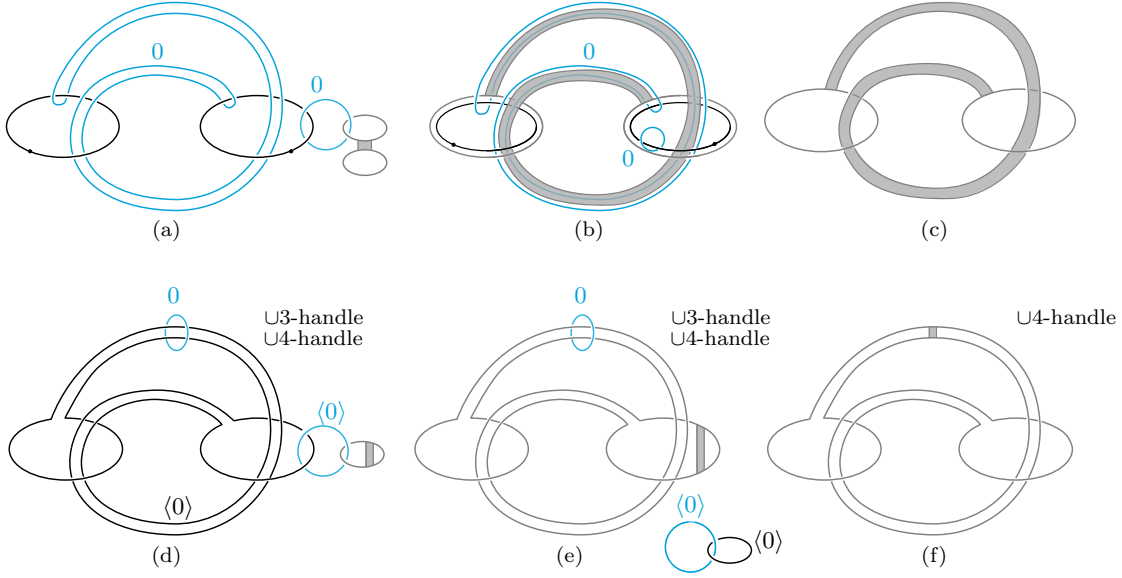 0
0
(a)
0
0
(b)
(c)
0
∪3-handle
∪4-handle
⟨0⟩
⟨0⟩
(d)
0
∪3-handle
∪4-handle
⟨0⟩
⟨0⟩
(e)
∪4-handle
(f)